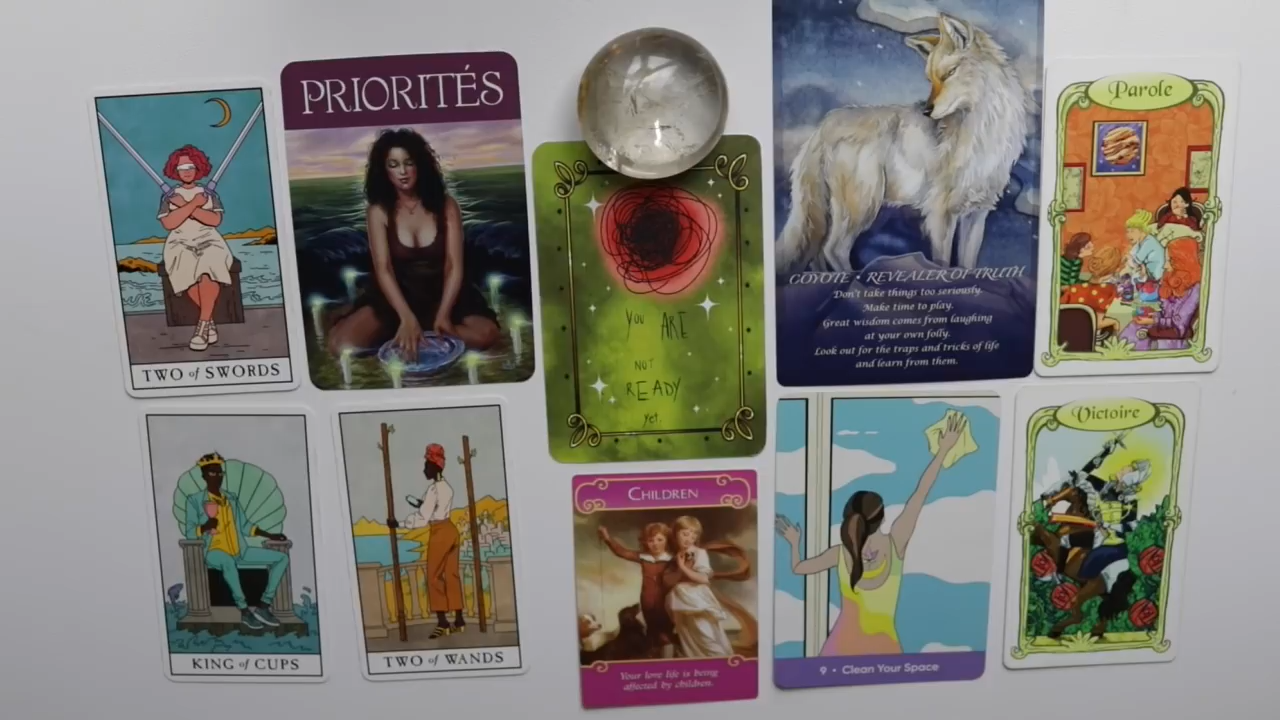 TWO of SWORDS
PRIORITÉS
YOU ARE
NOT
READY
yet.
COYOTE • REVEALER OF TRUTH
Don't take things too seriously.
Make time to play.
Great wisdom comes from laughing
at your own folly.
Look out for the traps and tricks of life
and learn from them.
Parole
KING of CUPS
TWO of WANDS
CHILDREN
Your love life is being
affected by children.
9 • Clean Your Space
Victoire